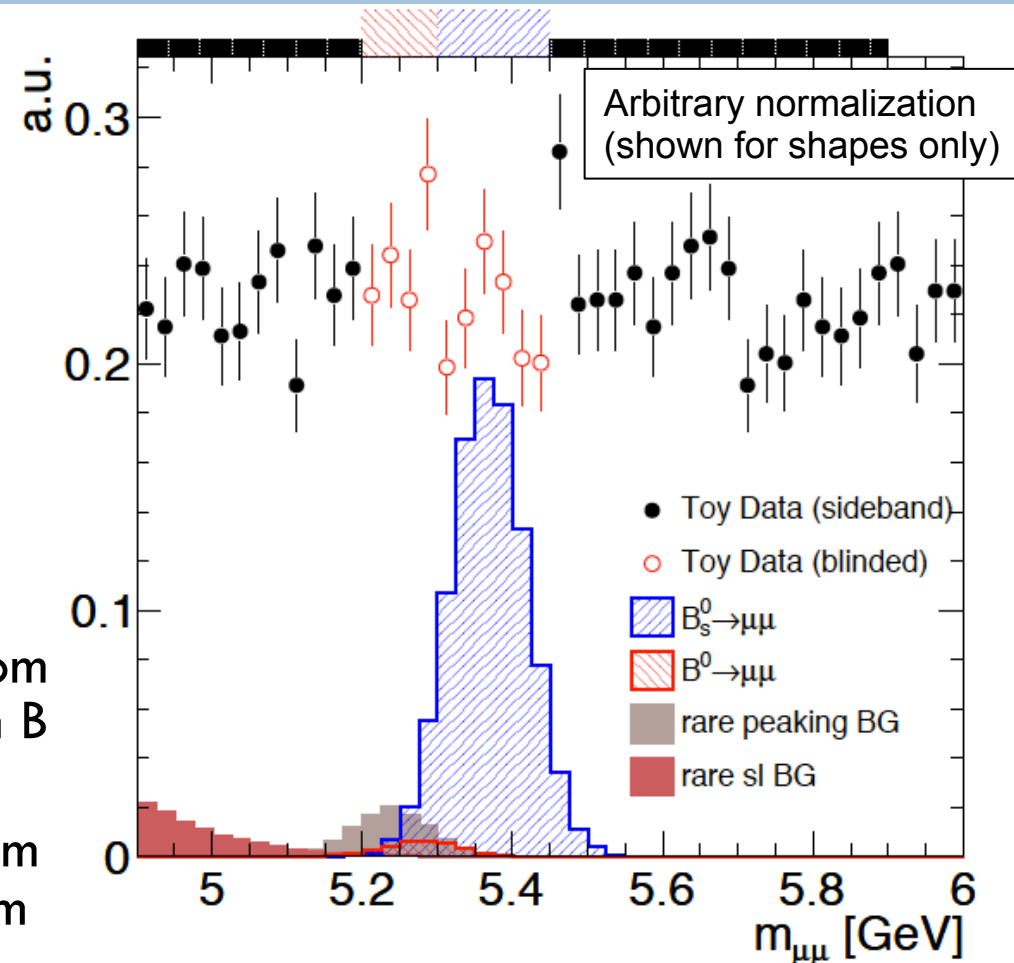 a.u.
0.3
0.2
0.1
0
Arbitrary normalization
(shown for shapes only)
Toy Data (sideband)
Toy Data (blinded)
B⁰ₛ→μμ
B⁰→μμ
rare peaking BG
rare sl BG
5
5.2
5.4
5.6
5.8
6
m_μμ [GeV]
om
B
m
m